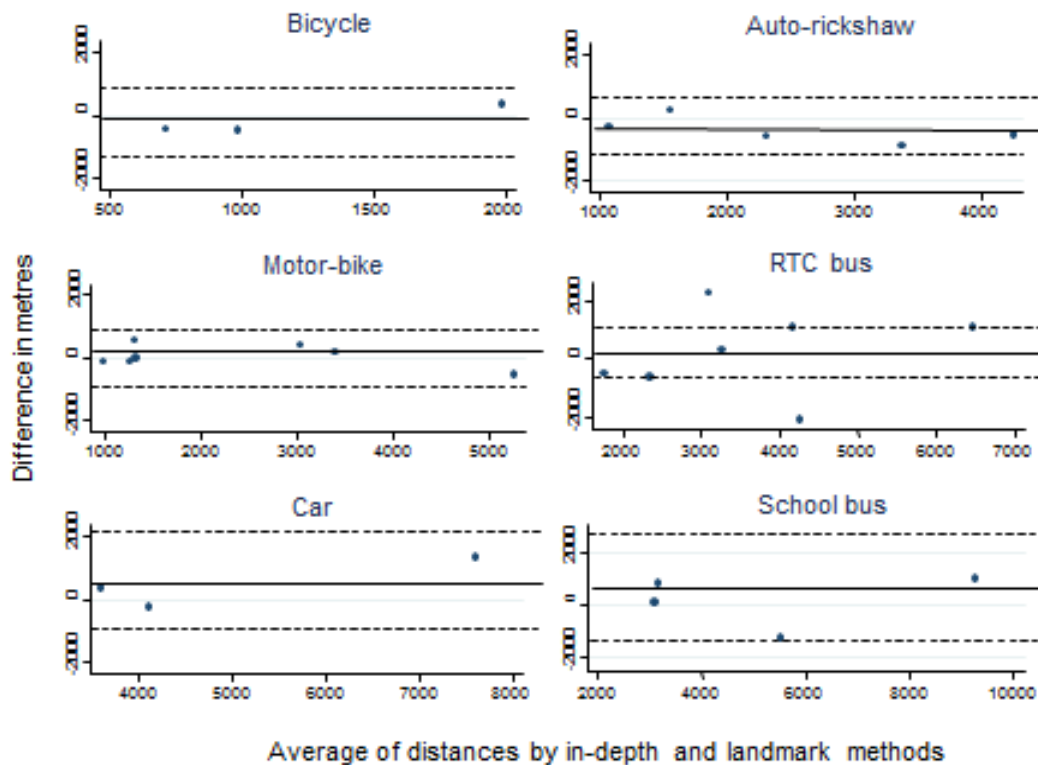 Bicycle
2000
0
-2000
500 1000 1500 2000
Auto-rickshaw
2000
0
-2000
1000 2000 3000 4000
Difference in metres
Motor-bike
2000
0
-2000
1000 2000 3000 4000 5000
RTC bus
2000
0
-2000
2000 3000 4000 5000 6000 7000
Car
2000
0
-2000
4000 5000 6000 7000 8000
School bus
2000
0
-2000
2000 4000 6000 8000 10000
Average of distances by in-depth and landmark methods